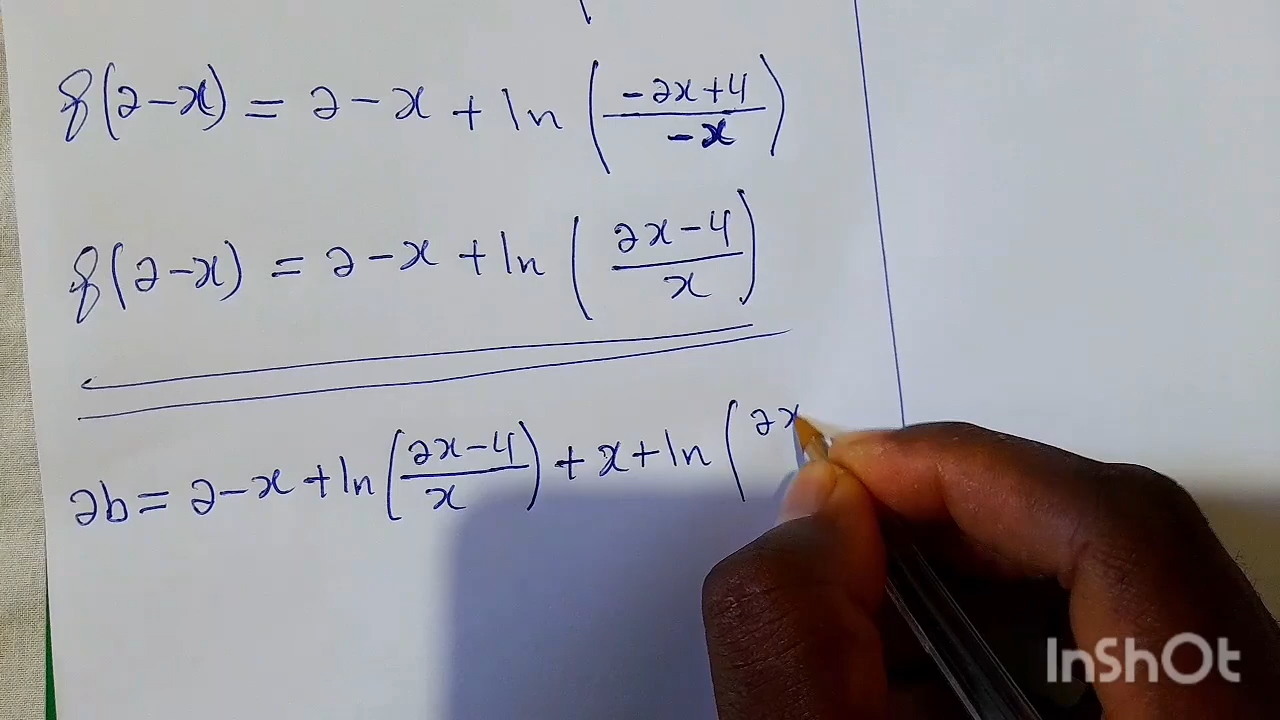 f(2-x) = 2-x + ln (-2x+4 / -x)
f(2-x) = 2-x + ln (2x-4 / x)
2b = 2-x + ln (2x-4 / x) + x + ln (2x
InShOt